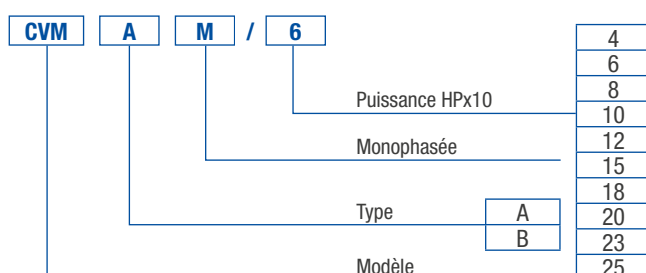 CVM A M / 6
4
6
8
Puissance HPx10
10
Monophasée
12
15
18
Type
A
20
B
23
Modèle
25